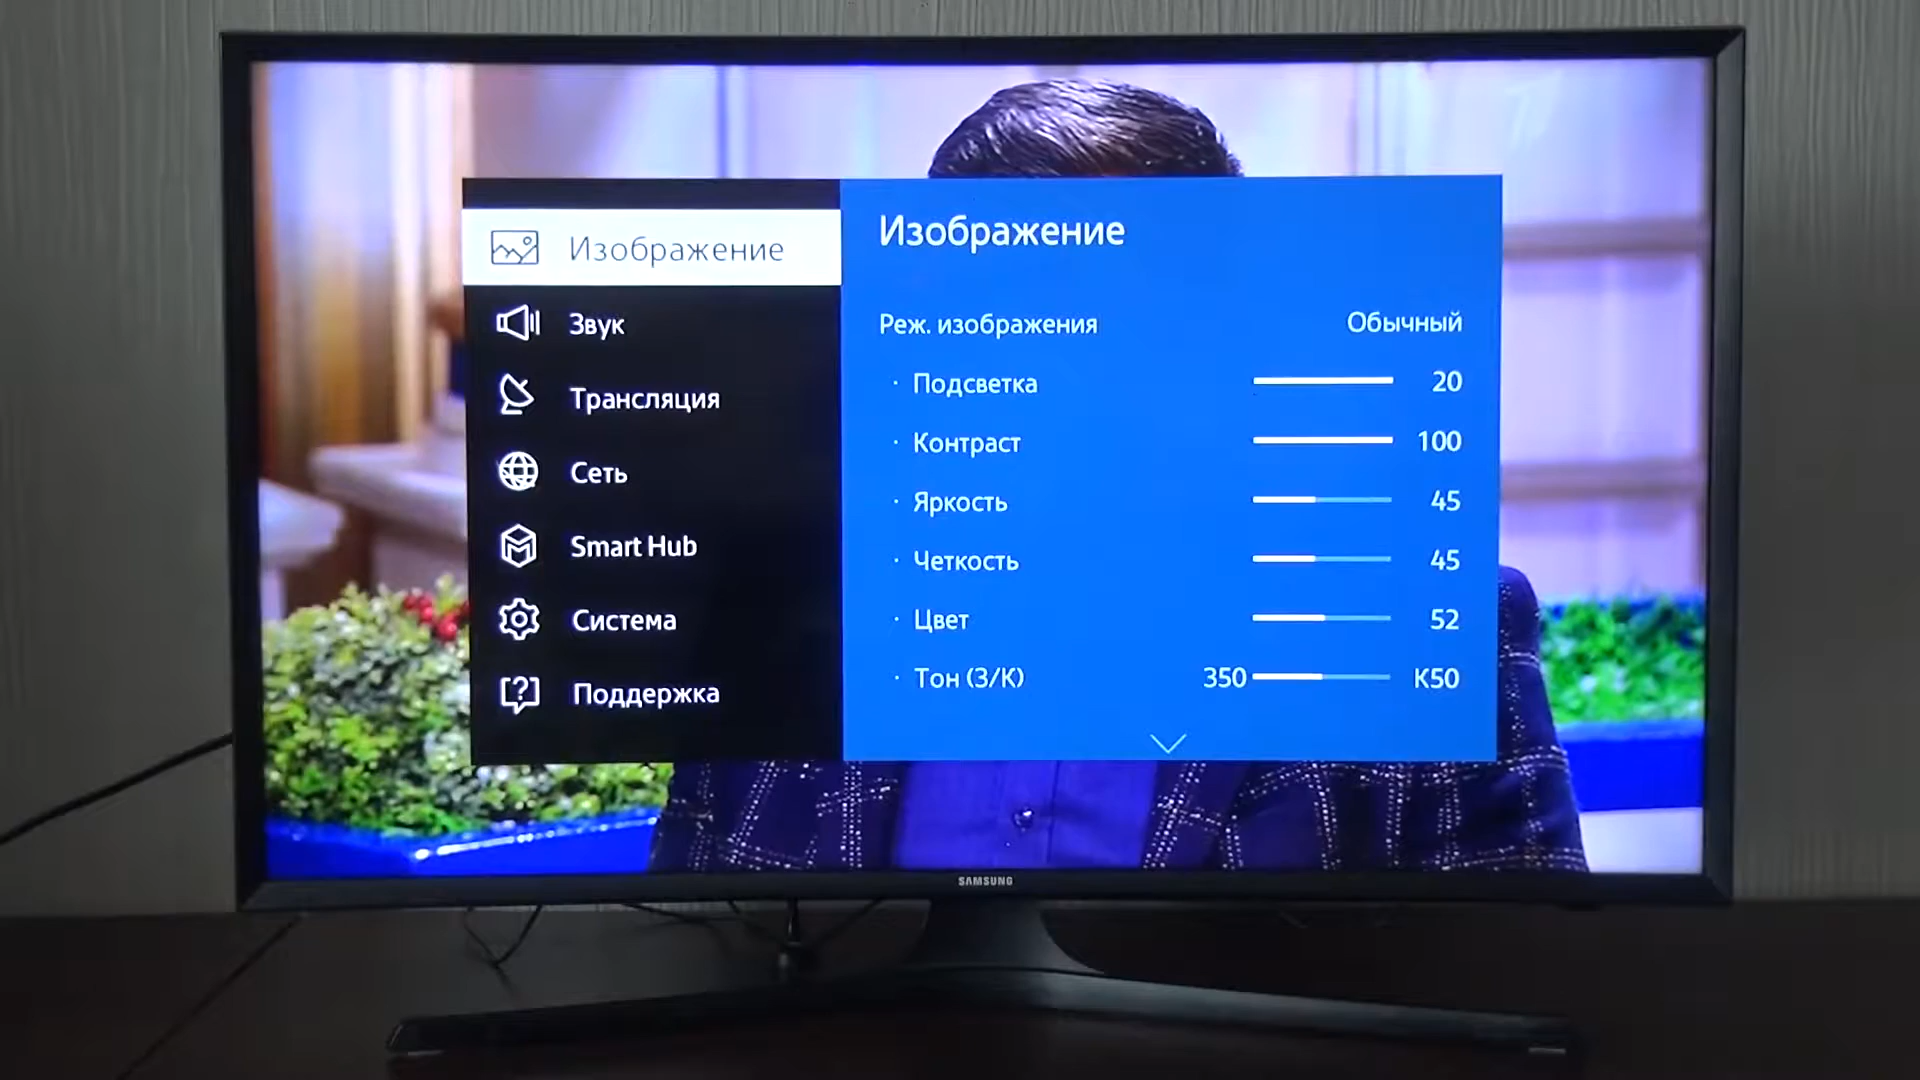 Изображение
Звук
Трансляция
Сеть
Smart Hub
Система
Поддержка
Изображение
Реж. изображения Обычный
· Подсветка 20
· Контраст 100
· Яркость 45
· Четкость 45
· Цвет 52
· Тон (З/К) З50 К50
SAMSUNG